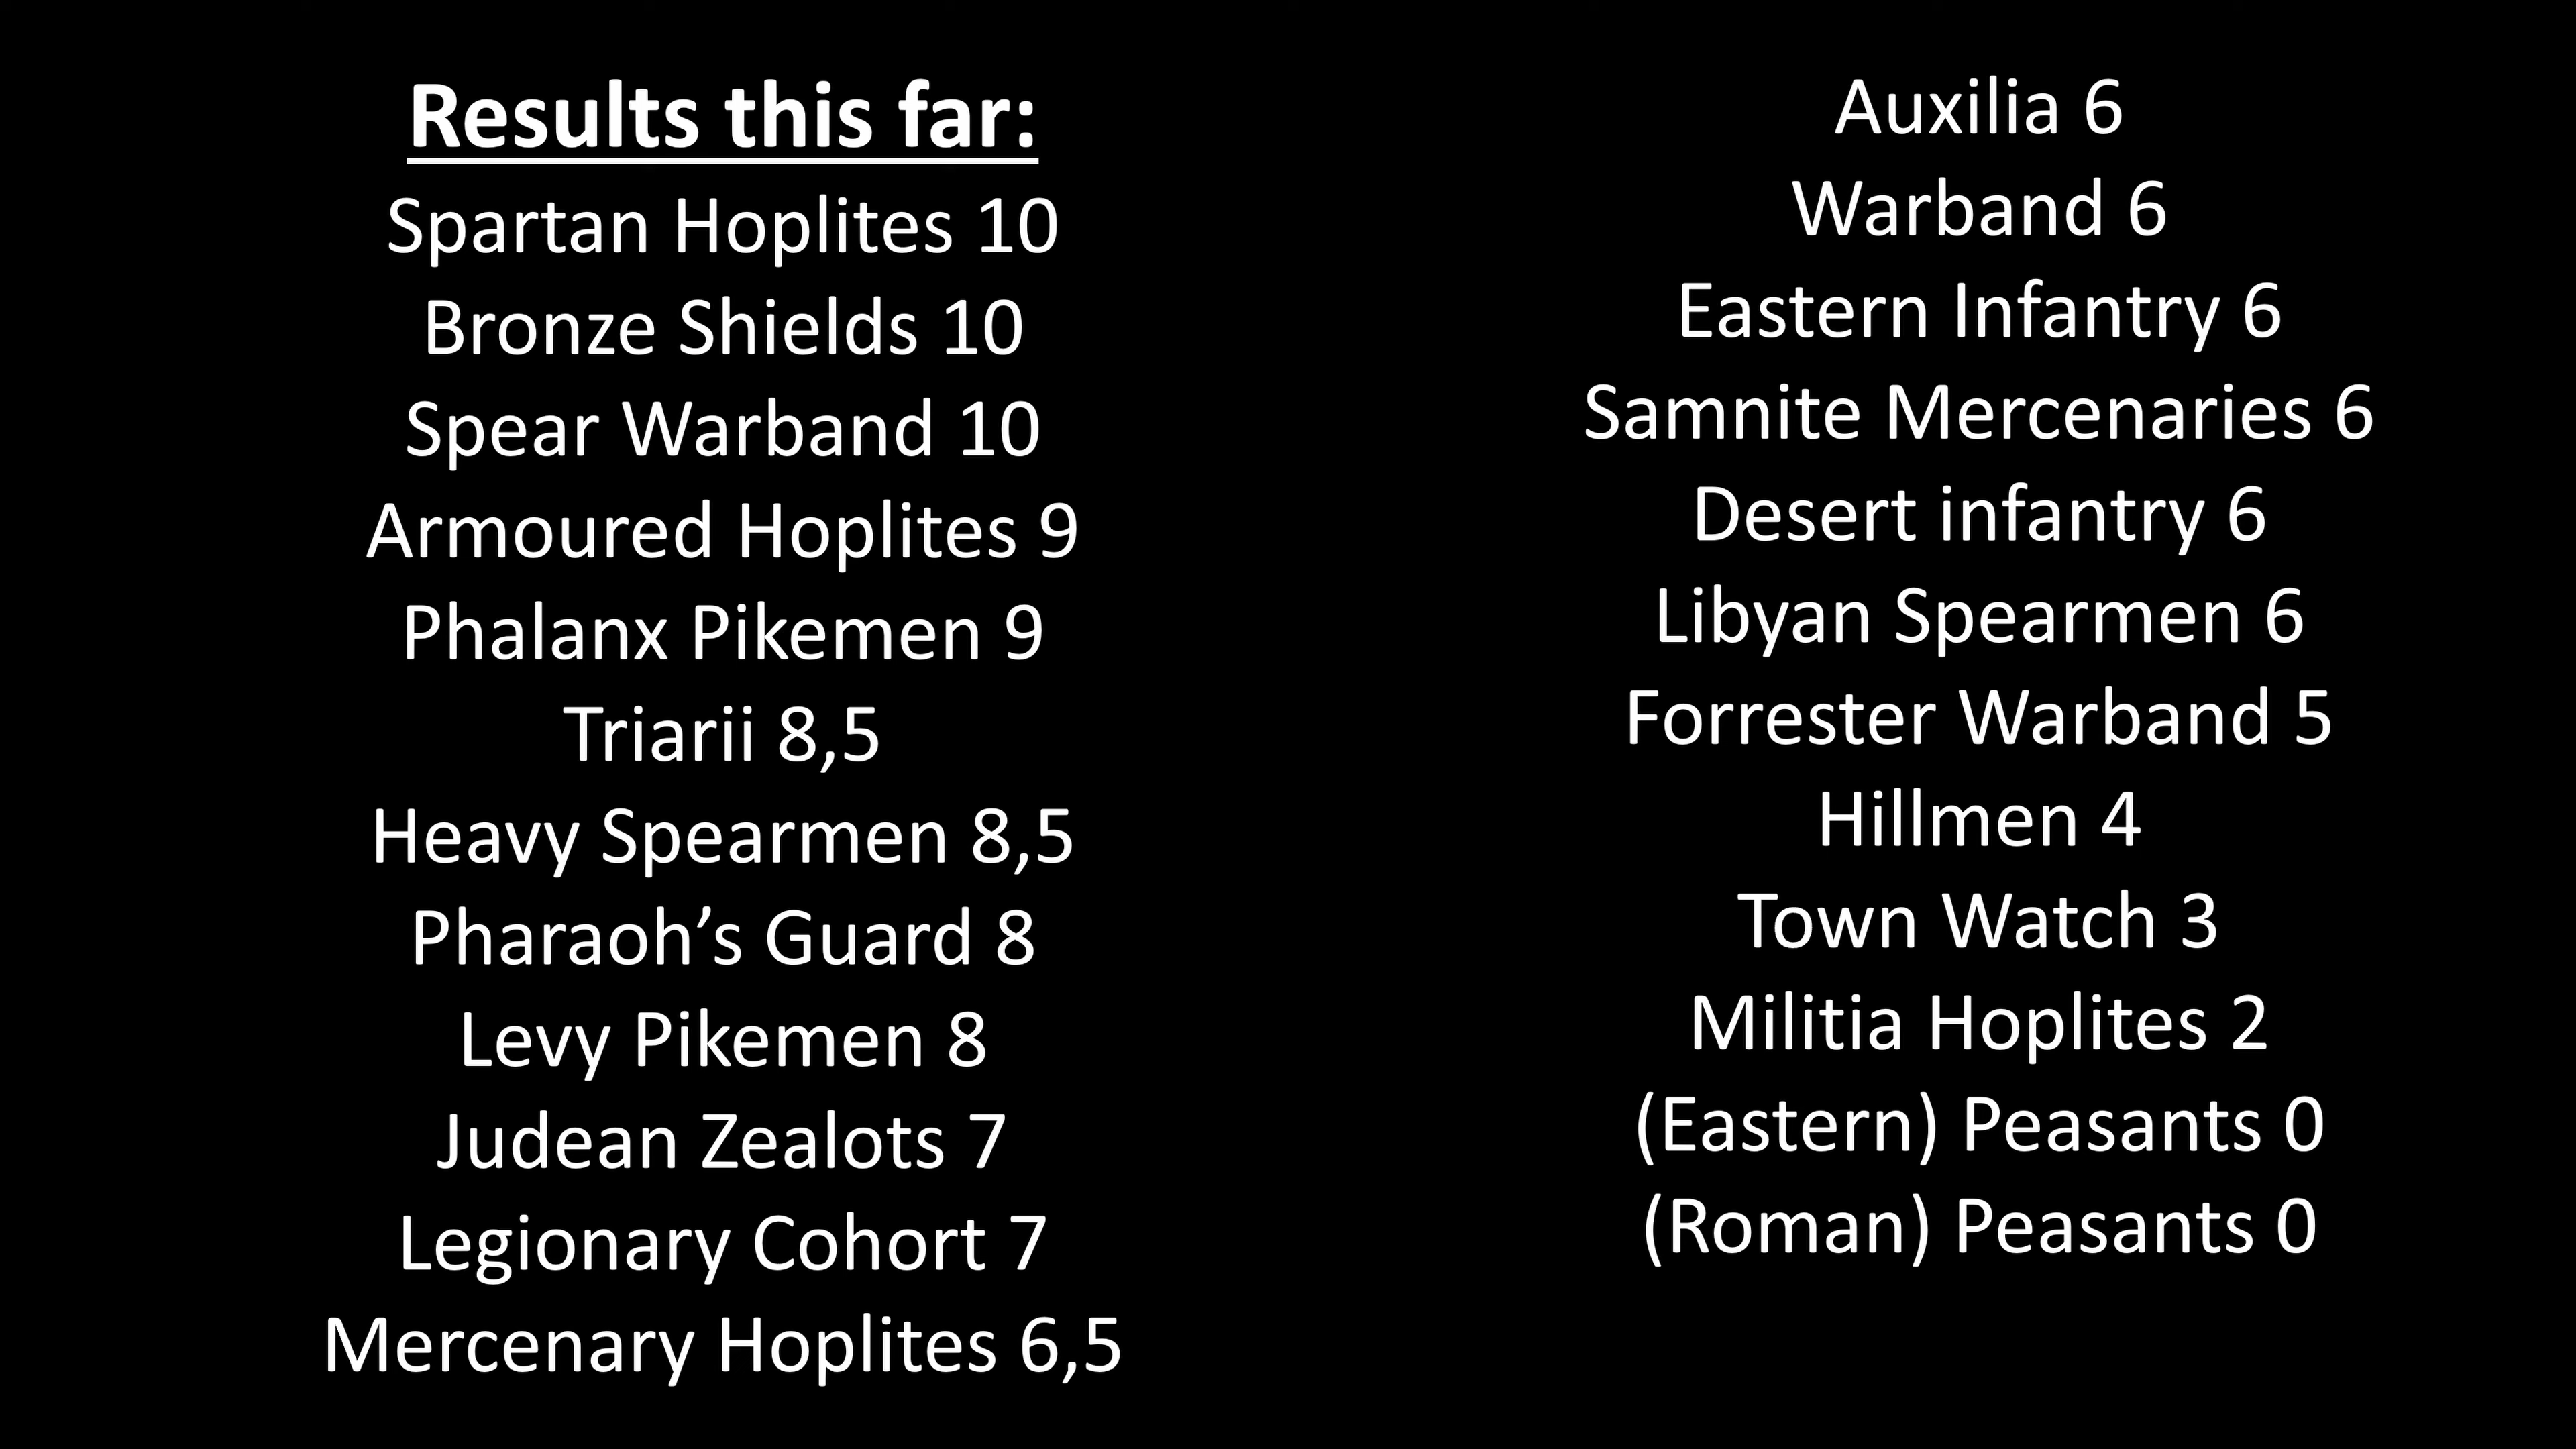 Results this far:
Spartan Hoplites 10
Bronze Shields 10
Spear Warband 10
Armoured Hoplites 9
Phalanx Pikemen 9
Triarii 8,5
Heavy Spearmen 8,5
Pharaoh’s Guard 8
Levy Pikemen 8
Judean Zealots 7
Legionary Cohort 7
Mercenary Hoplites 6,5
Auxilia 6
Warband 6
Eastern Infantry 6
Samnite Mercenaries 6
Desert infantry 6
Libyan Spearmen 6
Forrester Warband 5
Hillmen 4
Town Watch 3
Militia Hoplites 2
(Eastern) Peasants 0
(Roman) Peasants 0